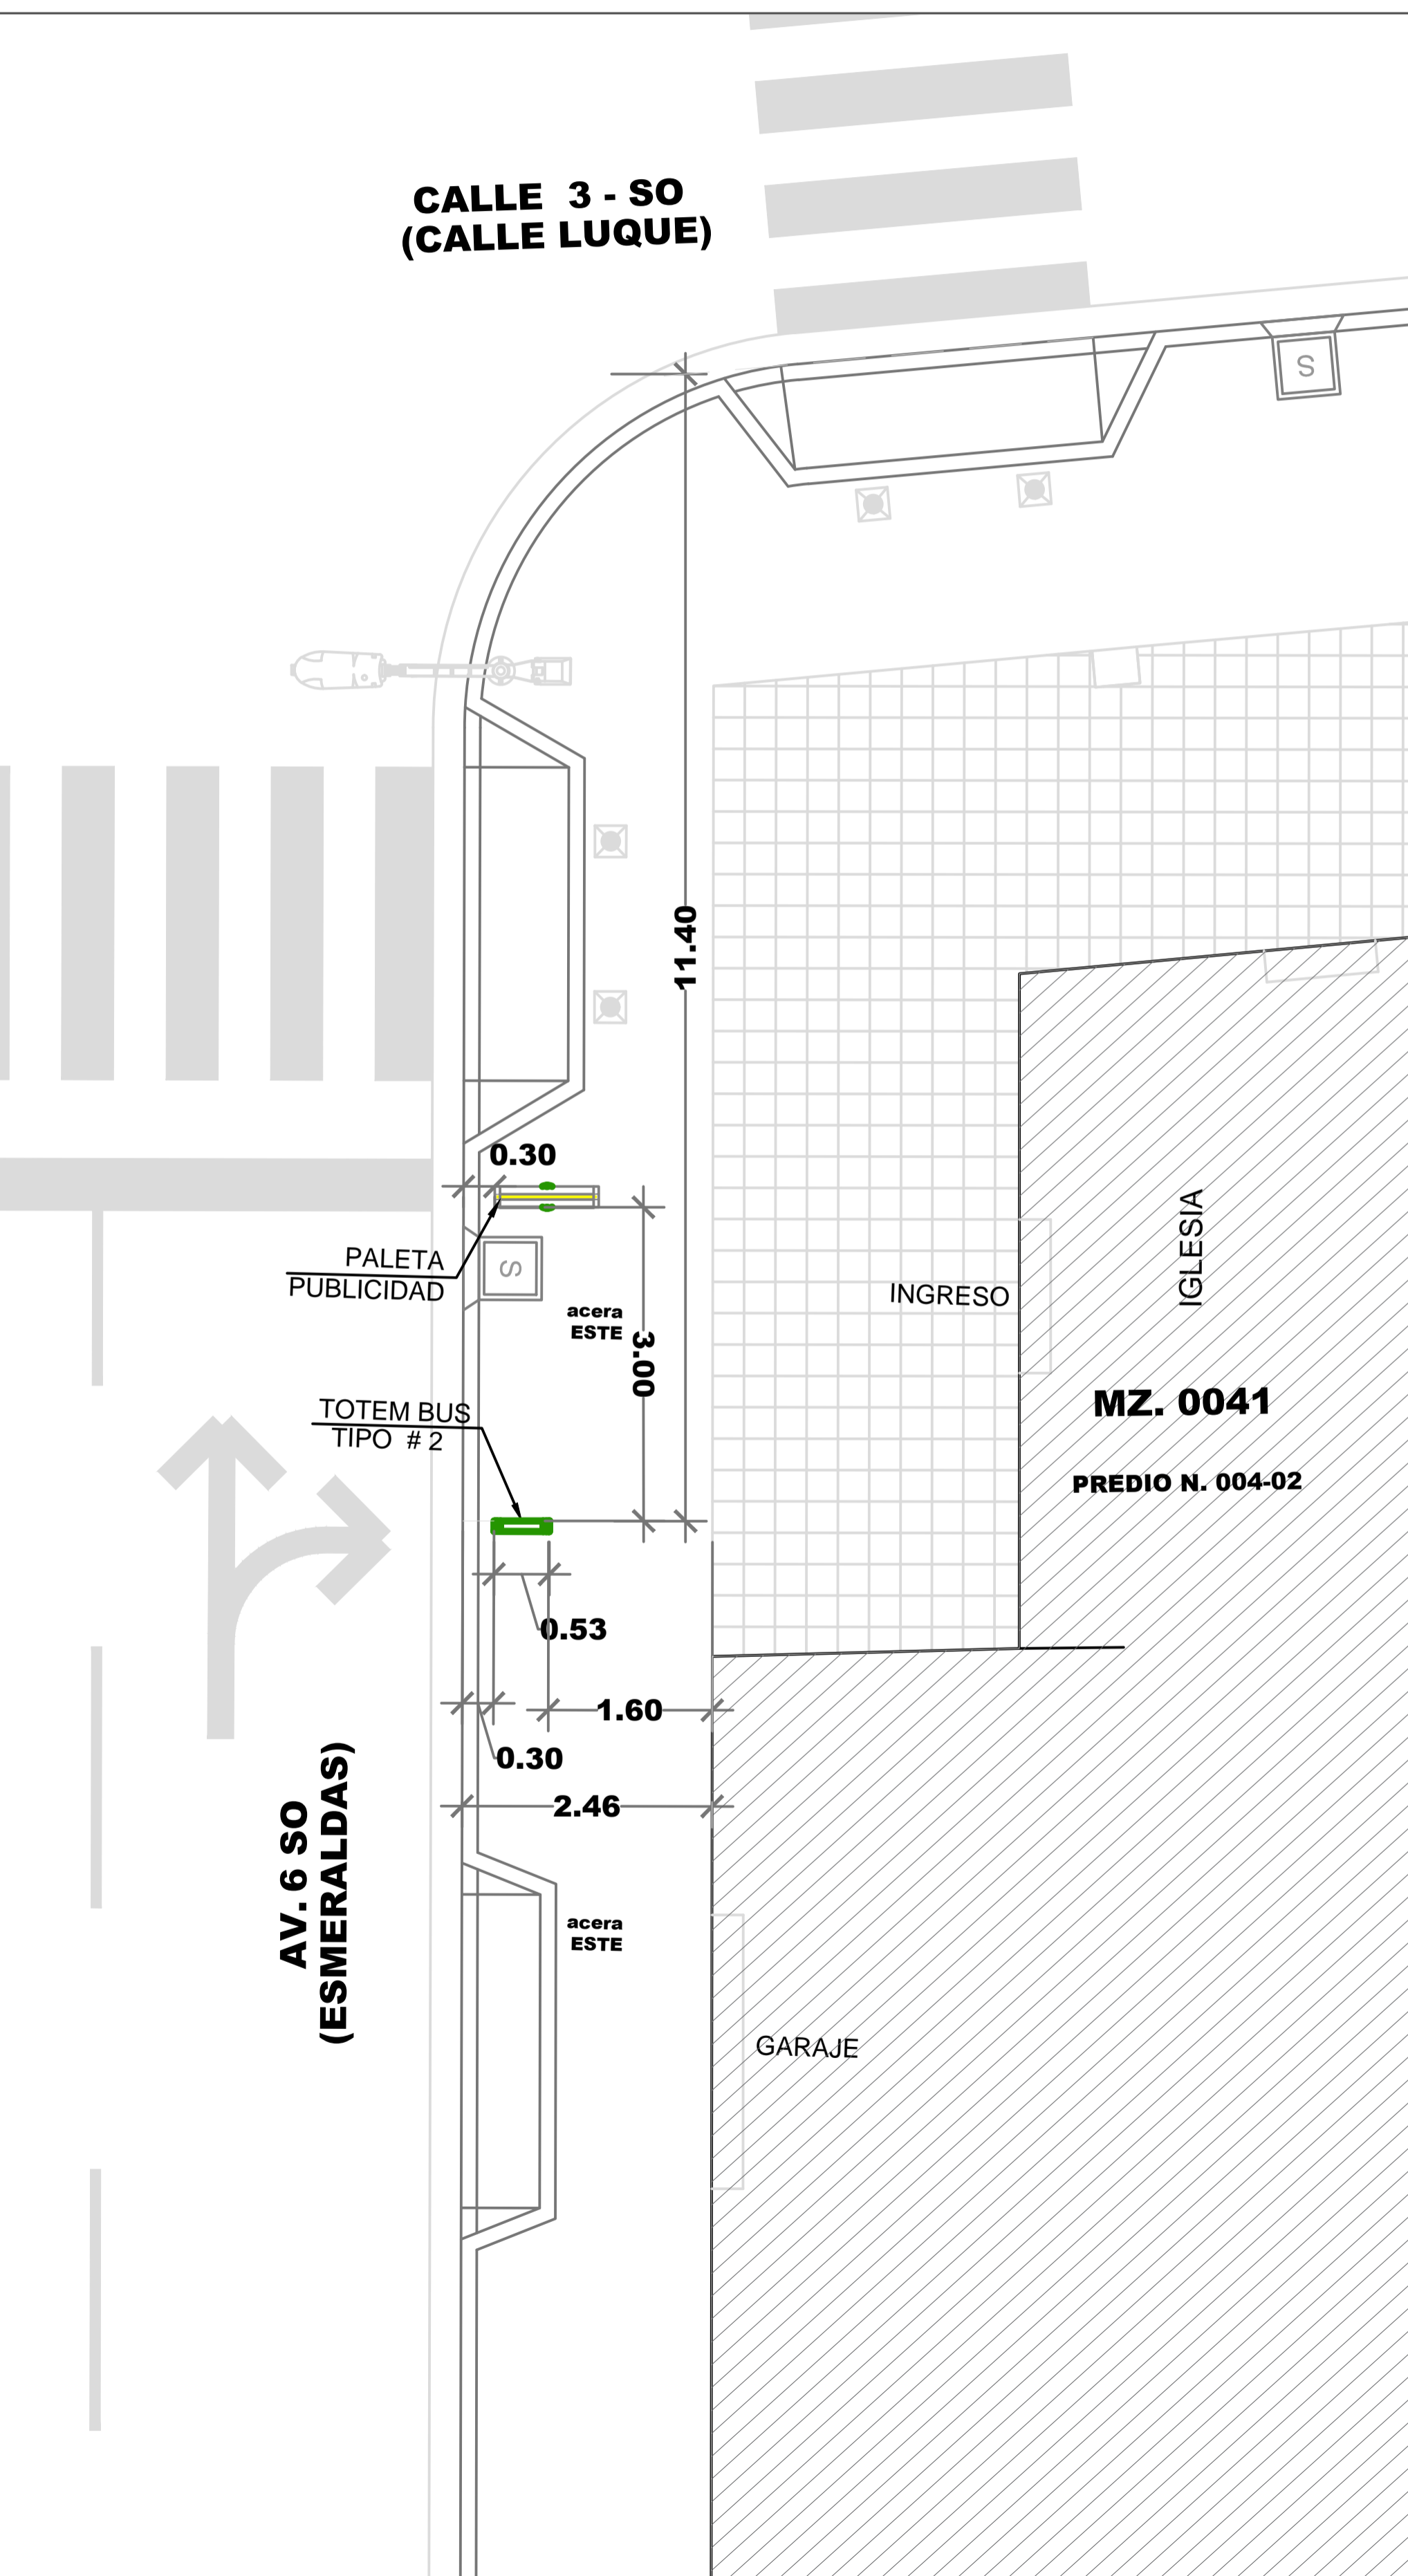 CALLE 3 - SO
(CALLE LUQUE)
S
11.40
0.30
PALETA
PUBLICIDAD
S
acera
ESTE
3.00
INGRESO
IGLESIA
MZ. 0041
PREDIO N. 004-02
TOTEM BUS
TIPO # 2
0.53
1.60
0.30
2.46
AV. 6 SO
(ESMERALDAS)
acera
ESTE
GARAJE